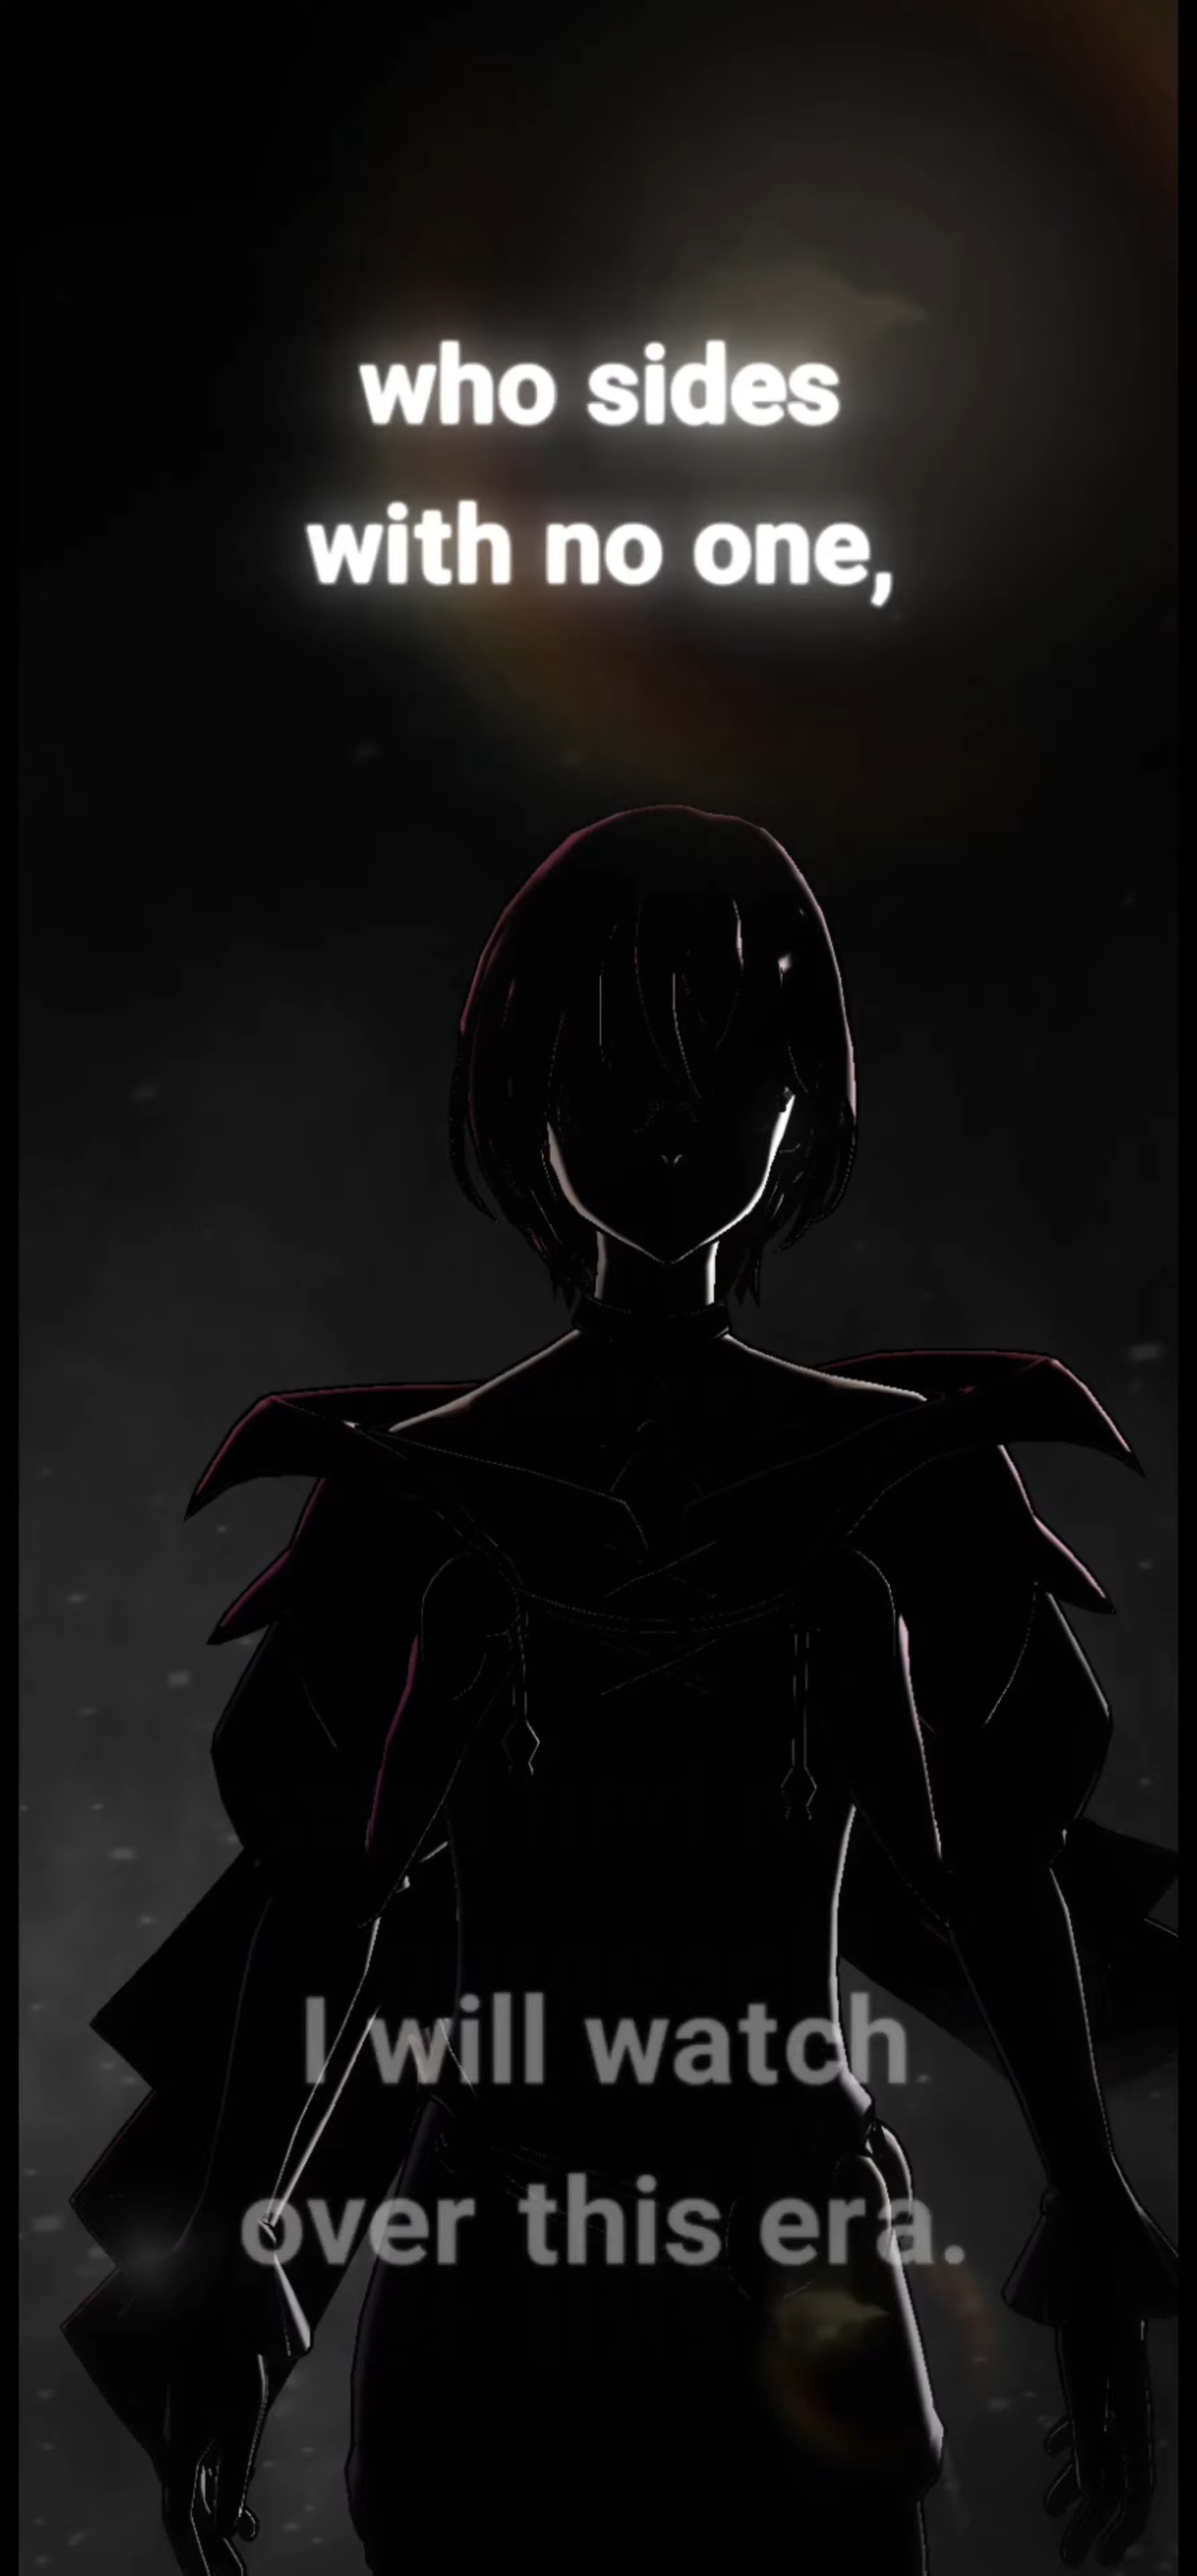 who sides
with no one,
I will watch
over this era.